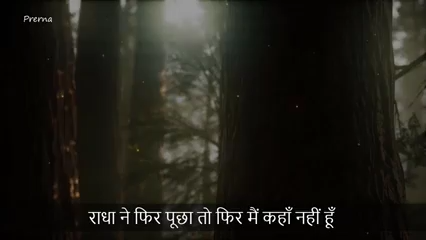 Prerna
राधा ने फिर पूछा तो फिर मैं कहाँ नहीं हूँ